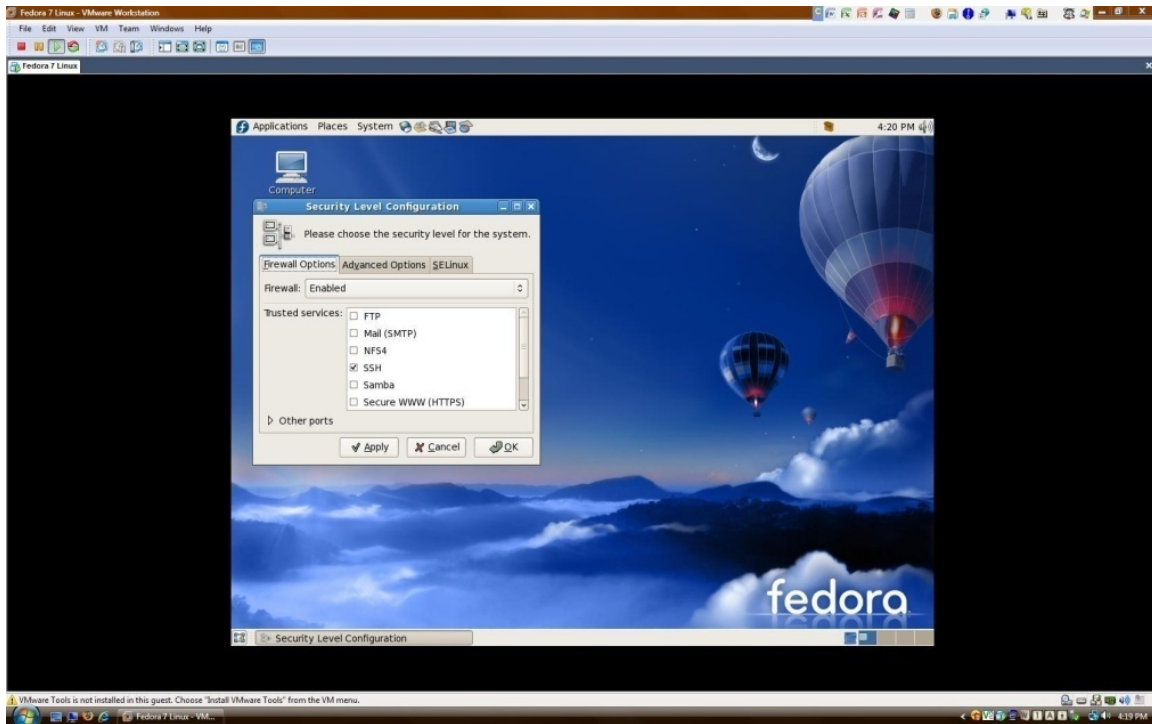 Fedora 7 Linux - VMware Workstation
File Edit View VM Team Windows Help
Fedora 7 Linux
Applications Places System
4:20 PM
Computer
Security Level Configuration
Please choose the security level for the system.
Firewall Options Advanced Options SELinux
Firewall: Enabled
Trusted services:
FTP
Mail (SMTP)
NFS4
SSH
Samba
Secure WWW (HTTPS)
Other ports
Apply Cancel OK
fedora
Security Level Configuration
VMware Tools is not installed in this guest. Choose "Install VMware Tools" from the VM menu.
Fedora 7 Linux - VM...
4:19 PM